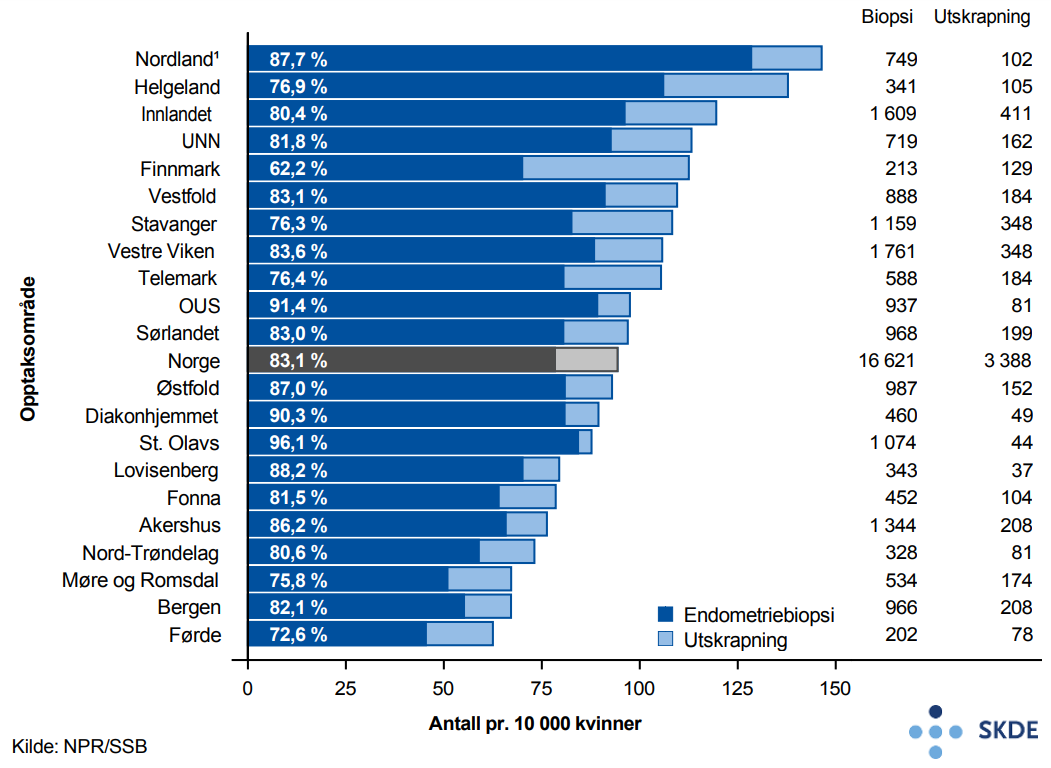 Biopsi Utskrapning
Nordland¹ 87,7 % 749 102
Helgeland 76,9 % 341 105
Innlandet 80,4 % 1 609 411
UNN 81,8 % 719 162
Finnmark 62,2 % 213 129
Vestfold 83,1 % 888 184
Stavanger 76,3 % 1 159 348
Vestre Viken 83,6 % 1 761 348
Telemark 76,4 % 588 184
OUS 91,4 % 937 81
Sørlandet 83,0 % 968 199
Norge 83,1 % 16 621 3 388
Østfold 87,0 % 987 152
Diakonhjemmet 90,3 % 460 49
St. Olavs 96,1 % 1 074 44
Lovisenberg 88,2 % 343 37
Fonna 81,5 % 452 104
Akershus 86,2 % 1 344 208
Nord-Trøndelag 80,6 % 328 81
Møre og Romsdal 75,8 % 534 174
Bergen 82,1 % 966 208
Førde 72,6 % 202 78
Opptaksområde
Endometriebiopsi
Utskrapning
0 25 50 75 100 125 150
Antall pr. 10 000 kvinner
Kilde: NPR/SSB
SKDE